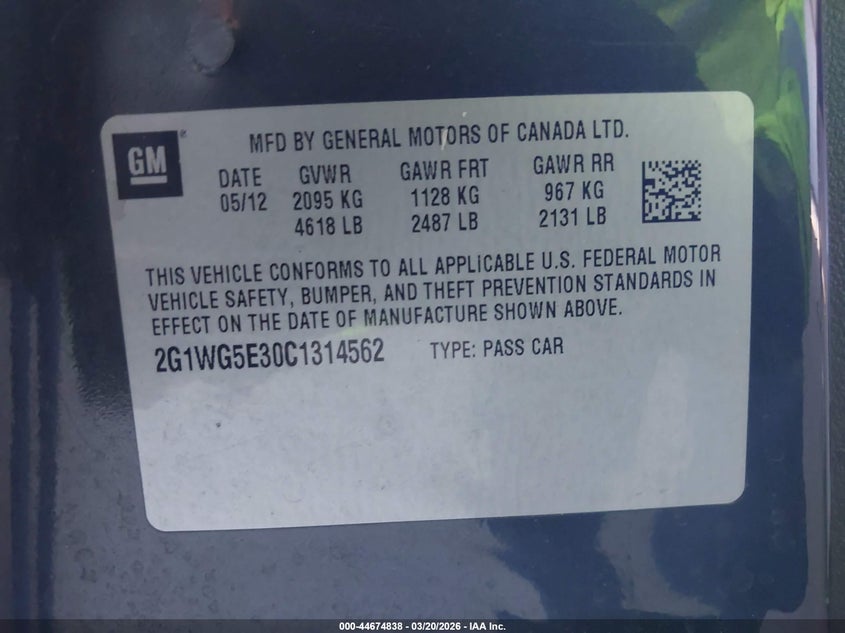 GM ®
MFD BY GENERAL MOTORS OF CANADA LTD.
DATE GVWR GAWR FRT GAWR RR
05/12 2095 KG 1128 KG 967 KG
4618 LB 2487 LB 2131 LB
THIS VEHICLE CONFORMS TO ALL APPLICABLE U.S. FEDERAL MOTOR
VEHICLE SAFETY, BUMPER, AND THEFT PREVENTION STANDARDS IN
EFFECT ON THE DATE OF MANUFACTURE SHOWN ABOVE.
2G1WG5E30C1314562 TYPE: PASS CAR
000-44674838 - 03/20/2026 - IAA Inc.